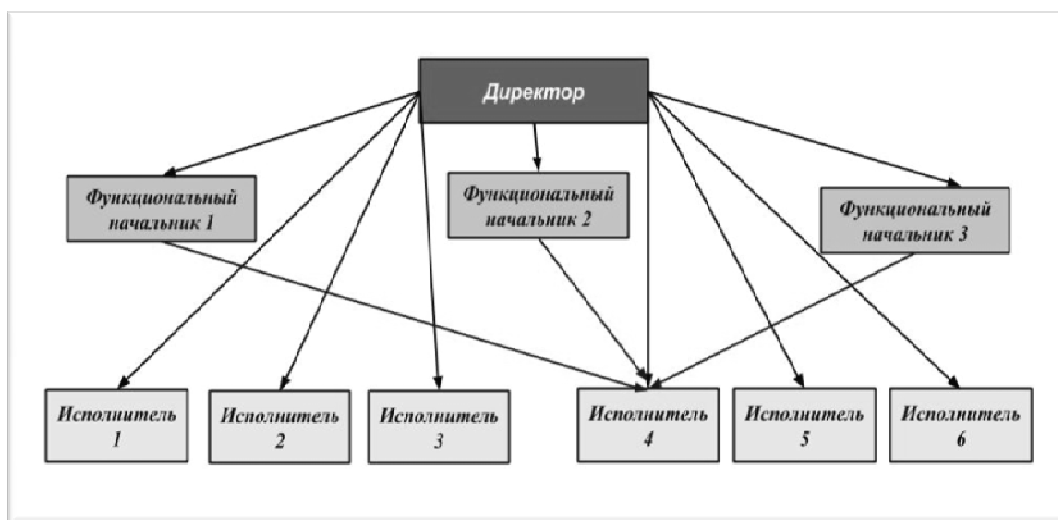 Директор
Функциональный
начальник 1
Функциональный
начальник 2
Функциональный
начальник 3
Исполнитель
1
Исполнитель
2
Исполнитель
3
Исполнитель
4
Исполнитель
5
Исполнитель
6